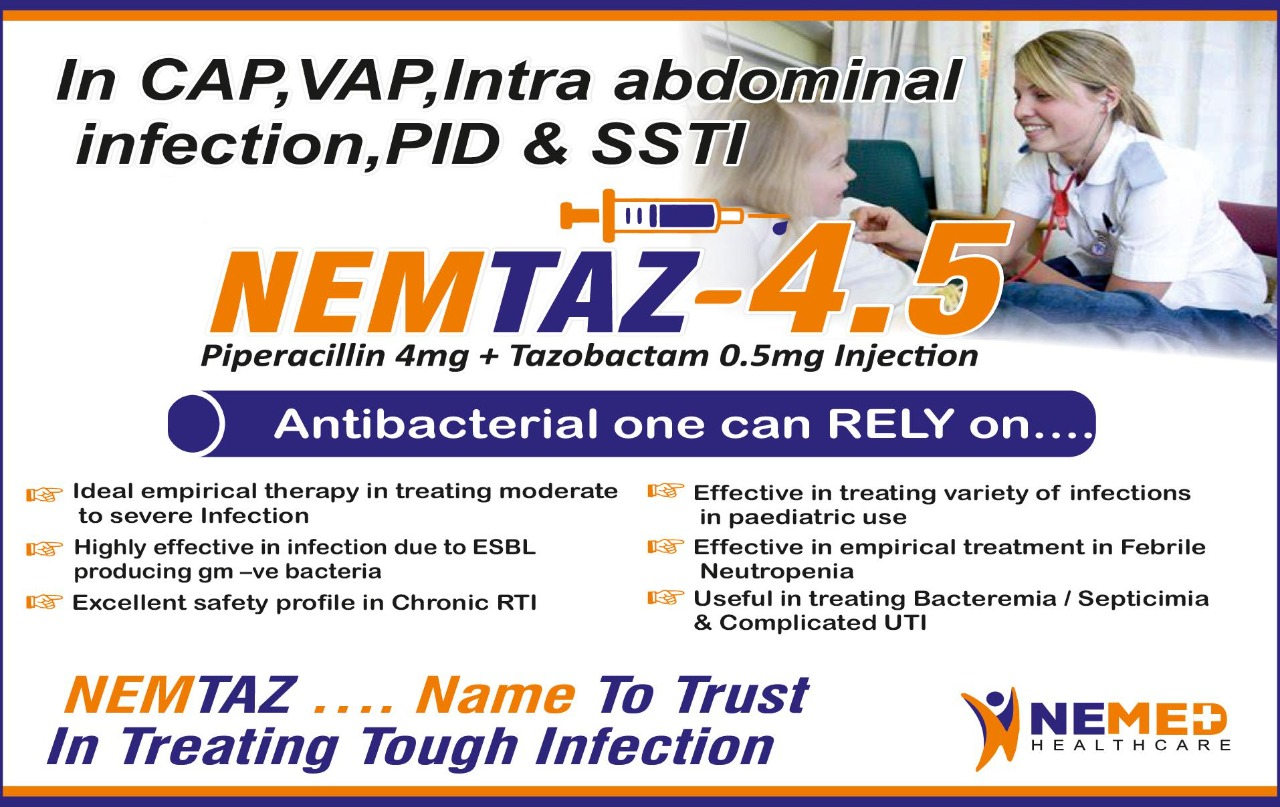 In CAP,VAP,Intra abdominal
infection,PID & SSTI
NEMTAZ-4.5
Piperacillin 4mg + Tazobactam 0.5mg Injection
Antibacterial one can RELY on....
Ideal empirical therapy in treating moderate
to severe Infection
Highly effective in infection due to ESBL
producing gm –ve bacteria
Excellent safety profile in Chronic RTI
Effective in treating variety of infections
in paediatric use
Effective in empirical treatment in Febrile
Neutropenia
Useful in treating Bacteremia / Septicimia
& Complicated UTI
NEMTAZ .... Name To Trust
In Treating Tough Infection
NEMED
HEALTHCARE